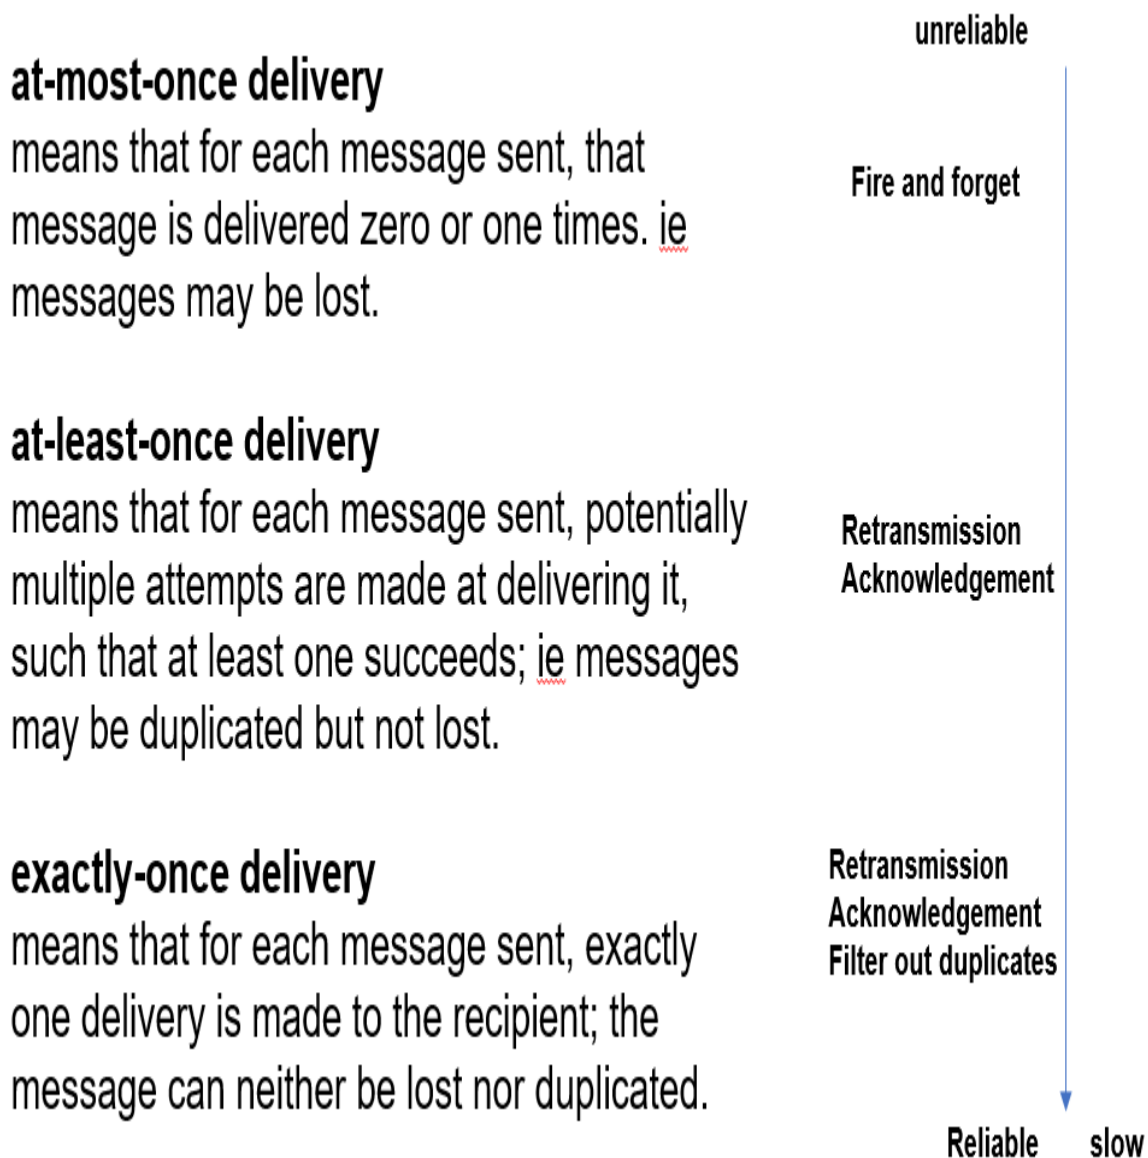 unreliable
at-most-once delivery
means that for each message sent, that
message is delivered zero or one times. ie
messages may be lost.
Fire and forget
at-least-once delivery
means that for each message sent, potentially
multiple attempts are made at delivering it,
such that at least one succeeds; ie messages
may be duplicated but not lost.
Retransmission
Acknowledgement
exactly-once delivery
means that for each message sent, exactly
one delivery is made to the recipient; the
message can neither be lost nor duplicated.
Retransmission
Acknowledgement
Filter out duplicates
Reliable slow